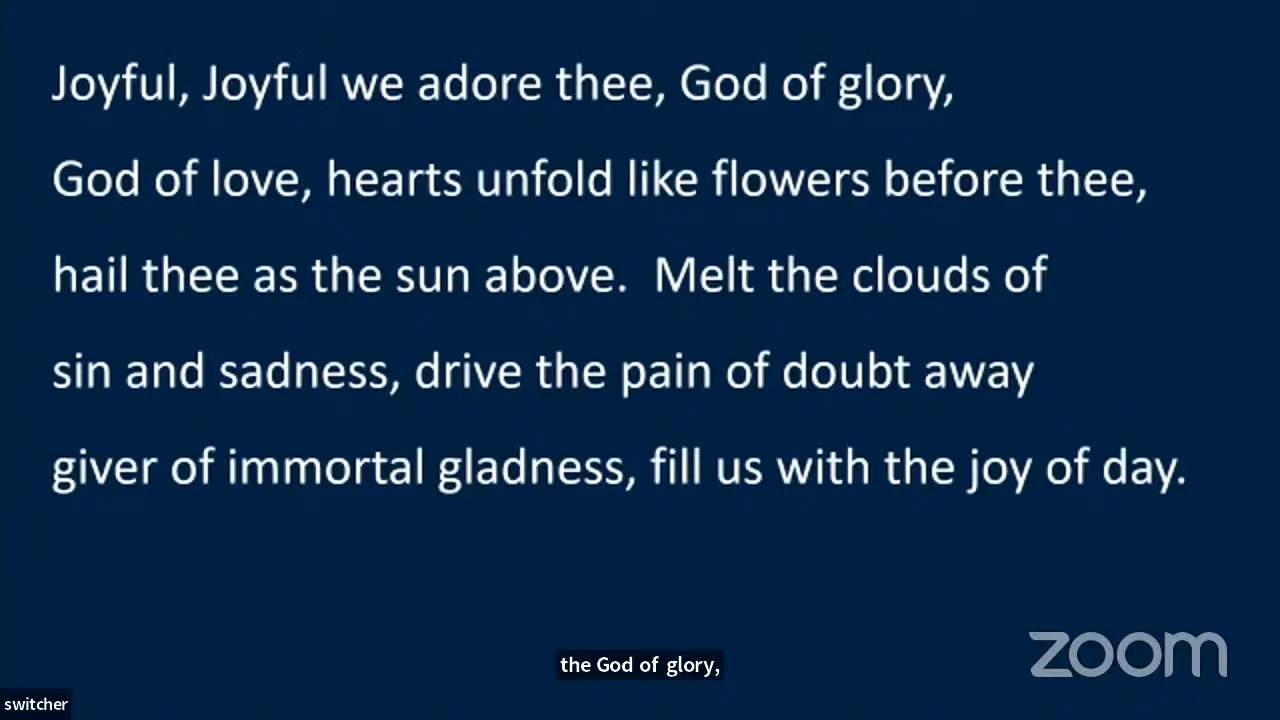 Joyful, Joyful we adore thee, God of glory,
God of love, hearts unfold like flowers before thee,
hail thee as the sun above.  Melt the clouds of
sin and sadness, drive the pain of doubt away
giver of immortal gladness, fill us with the joy of day.
the God of glory,
zoom
switcher